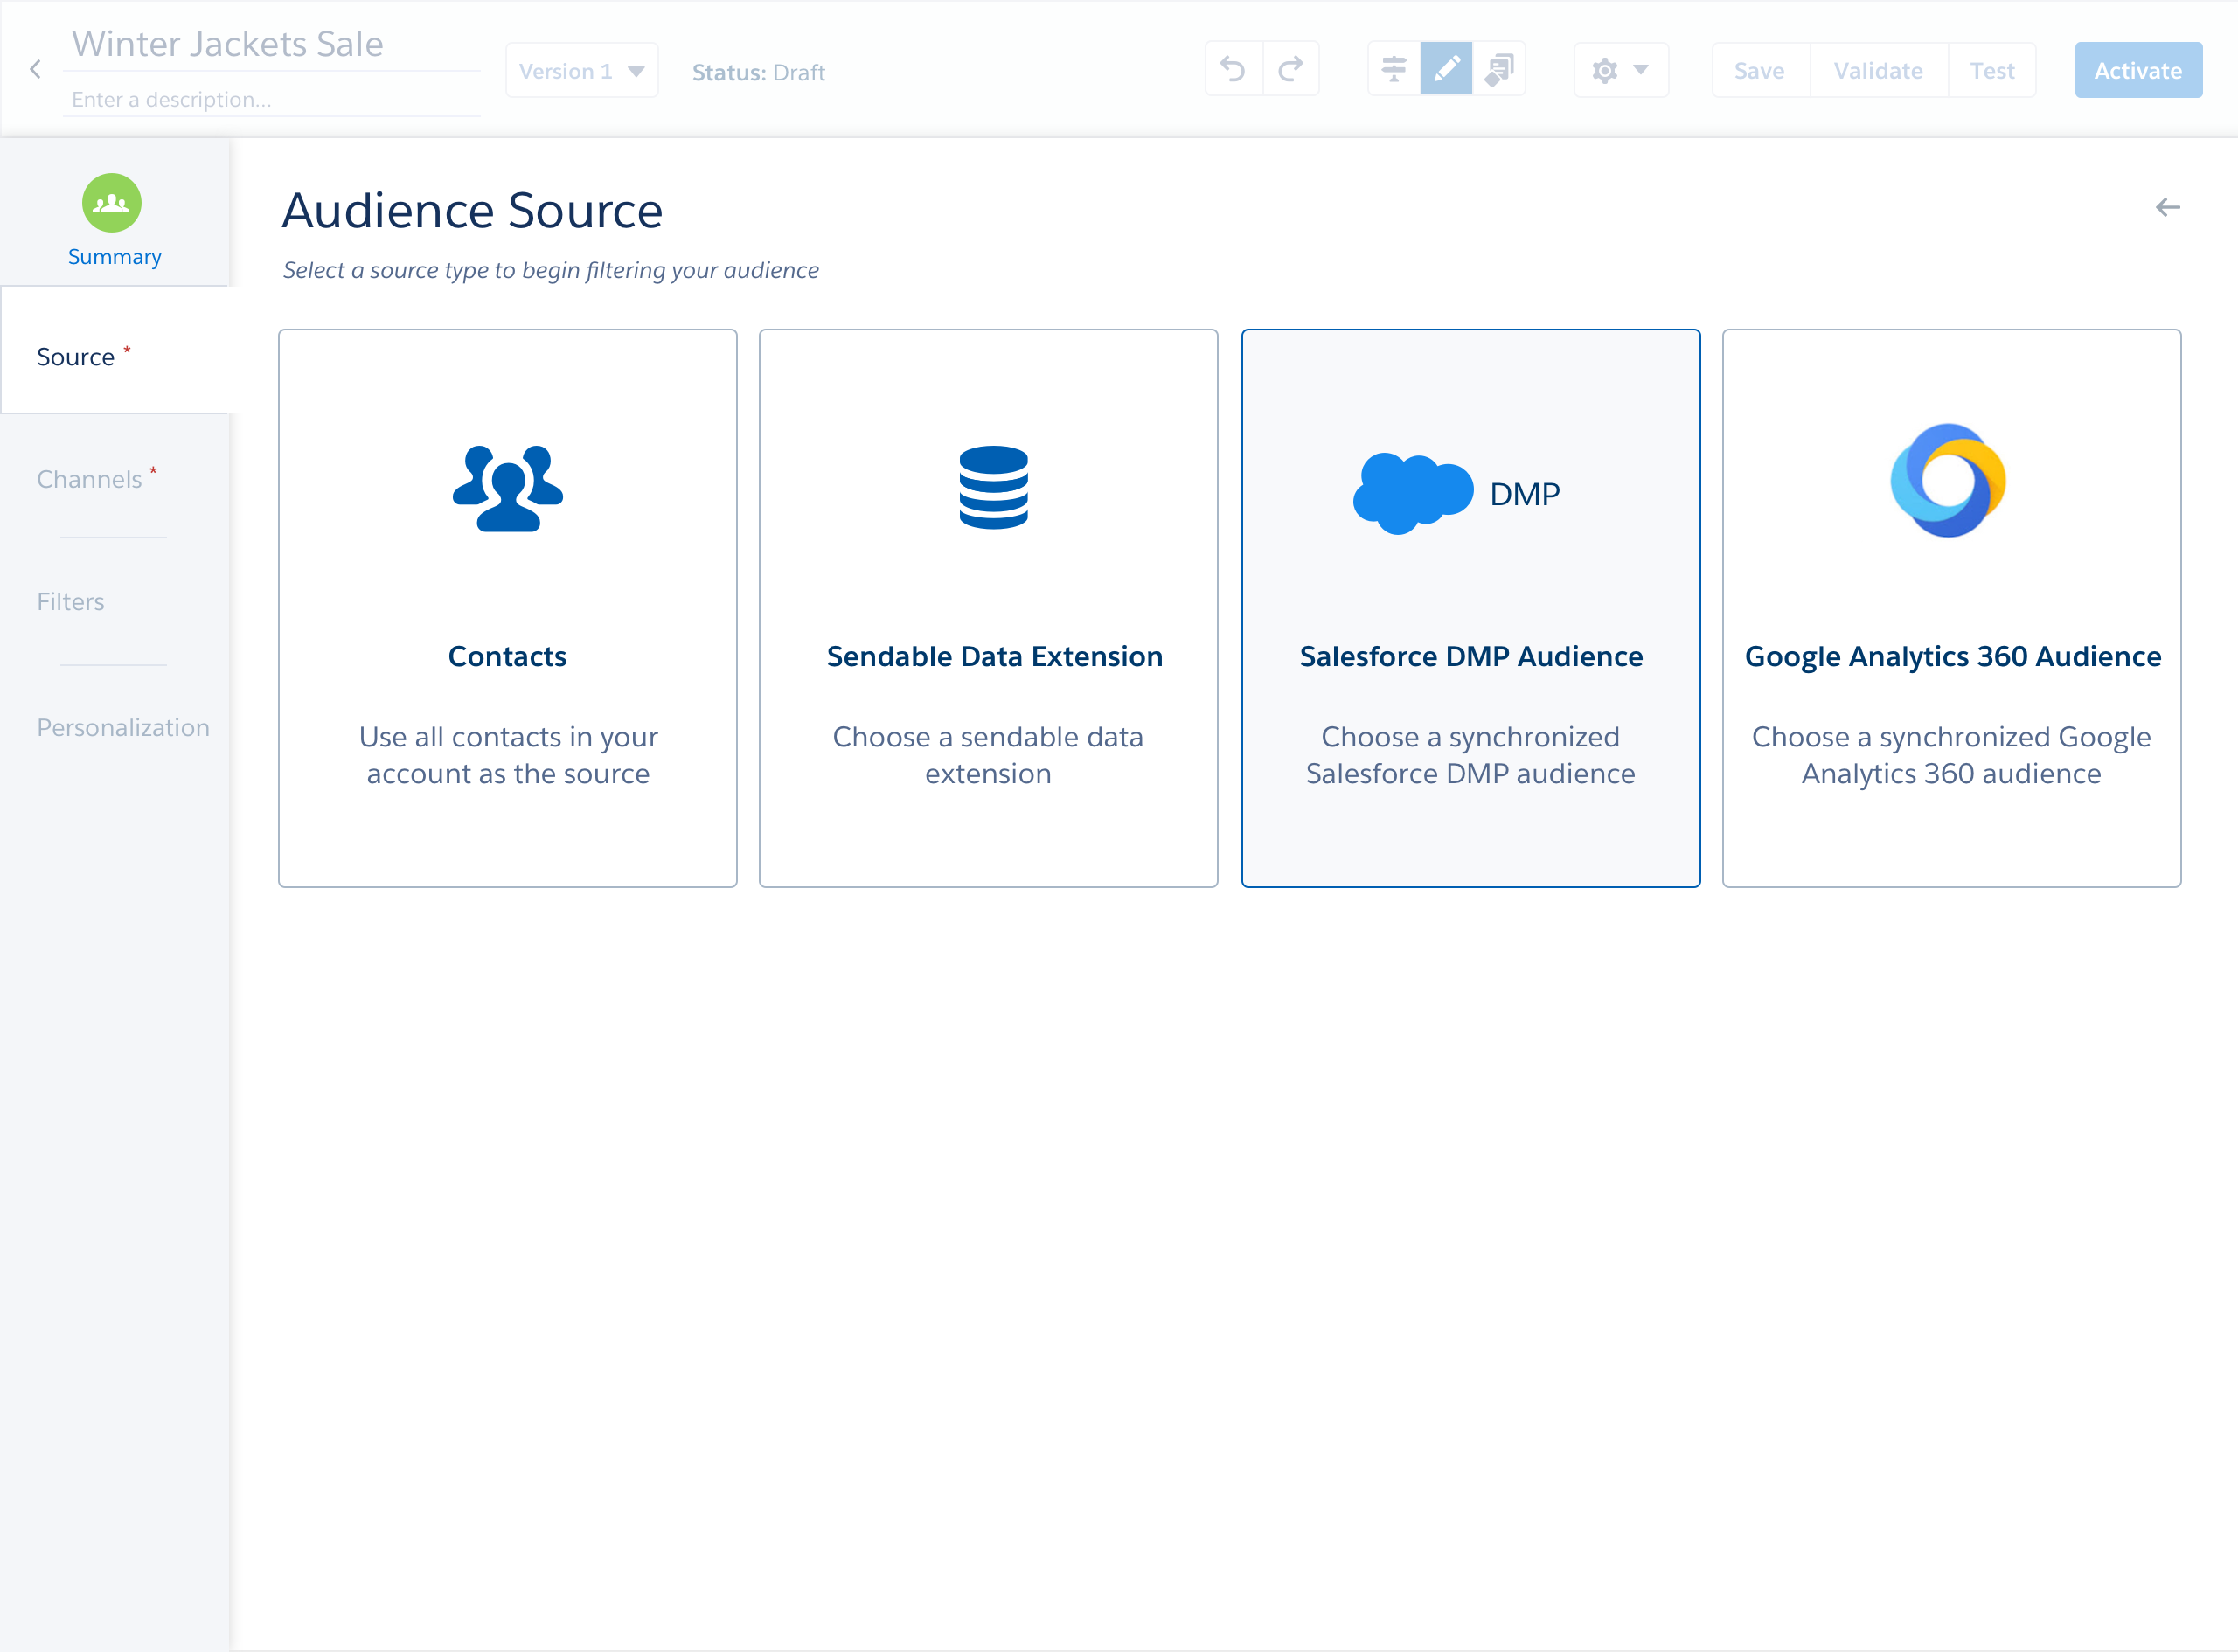 Winter Jackets Sale
Enter a description...
Version 1
Status: Draft
Save
Validate
Test
Activate
Summary
Source *
Channels *
Filters
Personalization
Audience Source
Select a source type to begin filtering your audience
Contacts
Use all contacts in your
account as the source
Sendable Data Extension
Choose a sendable data
extension
DMP
Salesforce DMP Audience
Choose a synchronized
Salesforce DMP audience
Google Analytics 360 Audience
Choose a synchronized Google
Analytics 360 audience